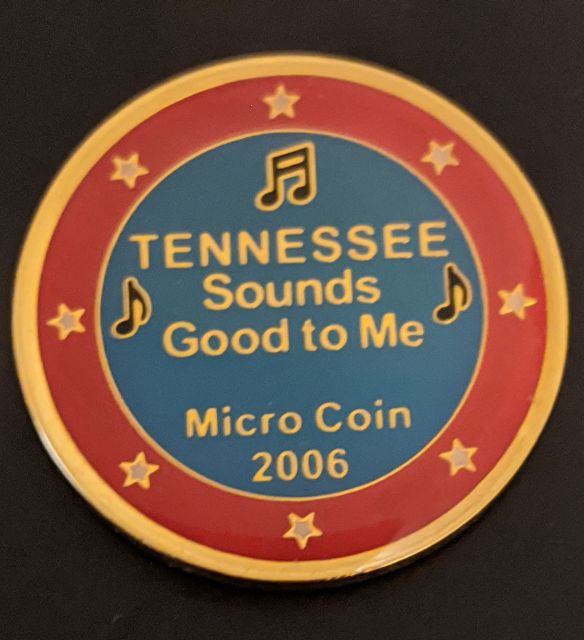 TENNESSEE
Sounds
Good to Me
Micro Coin
2006